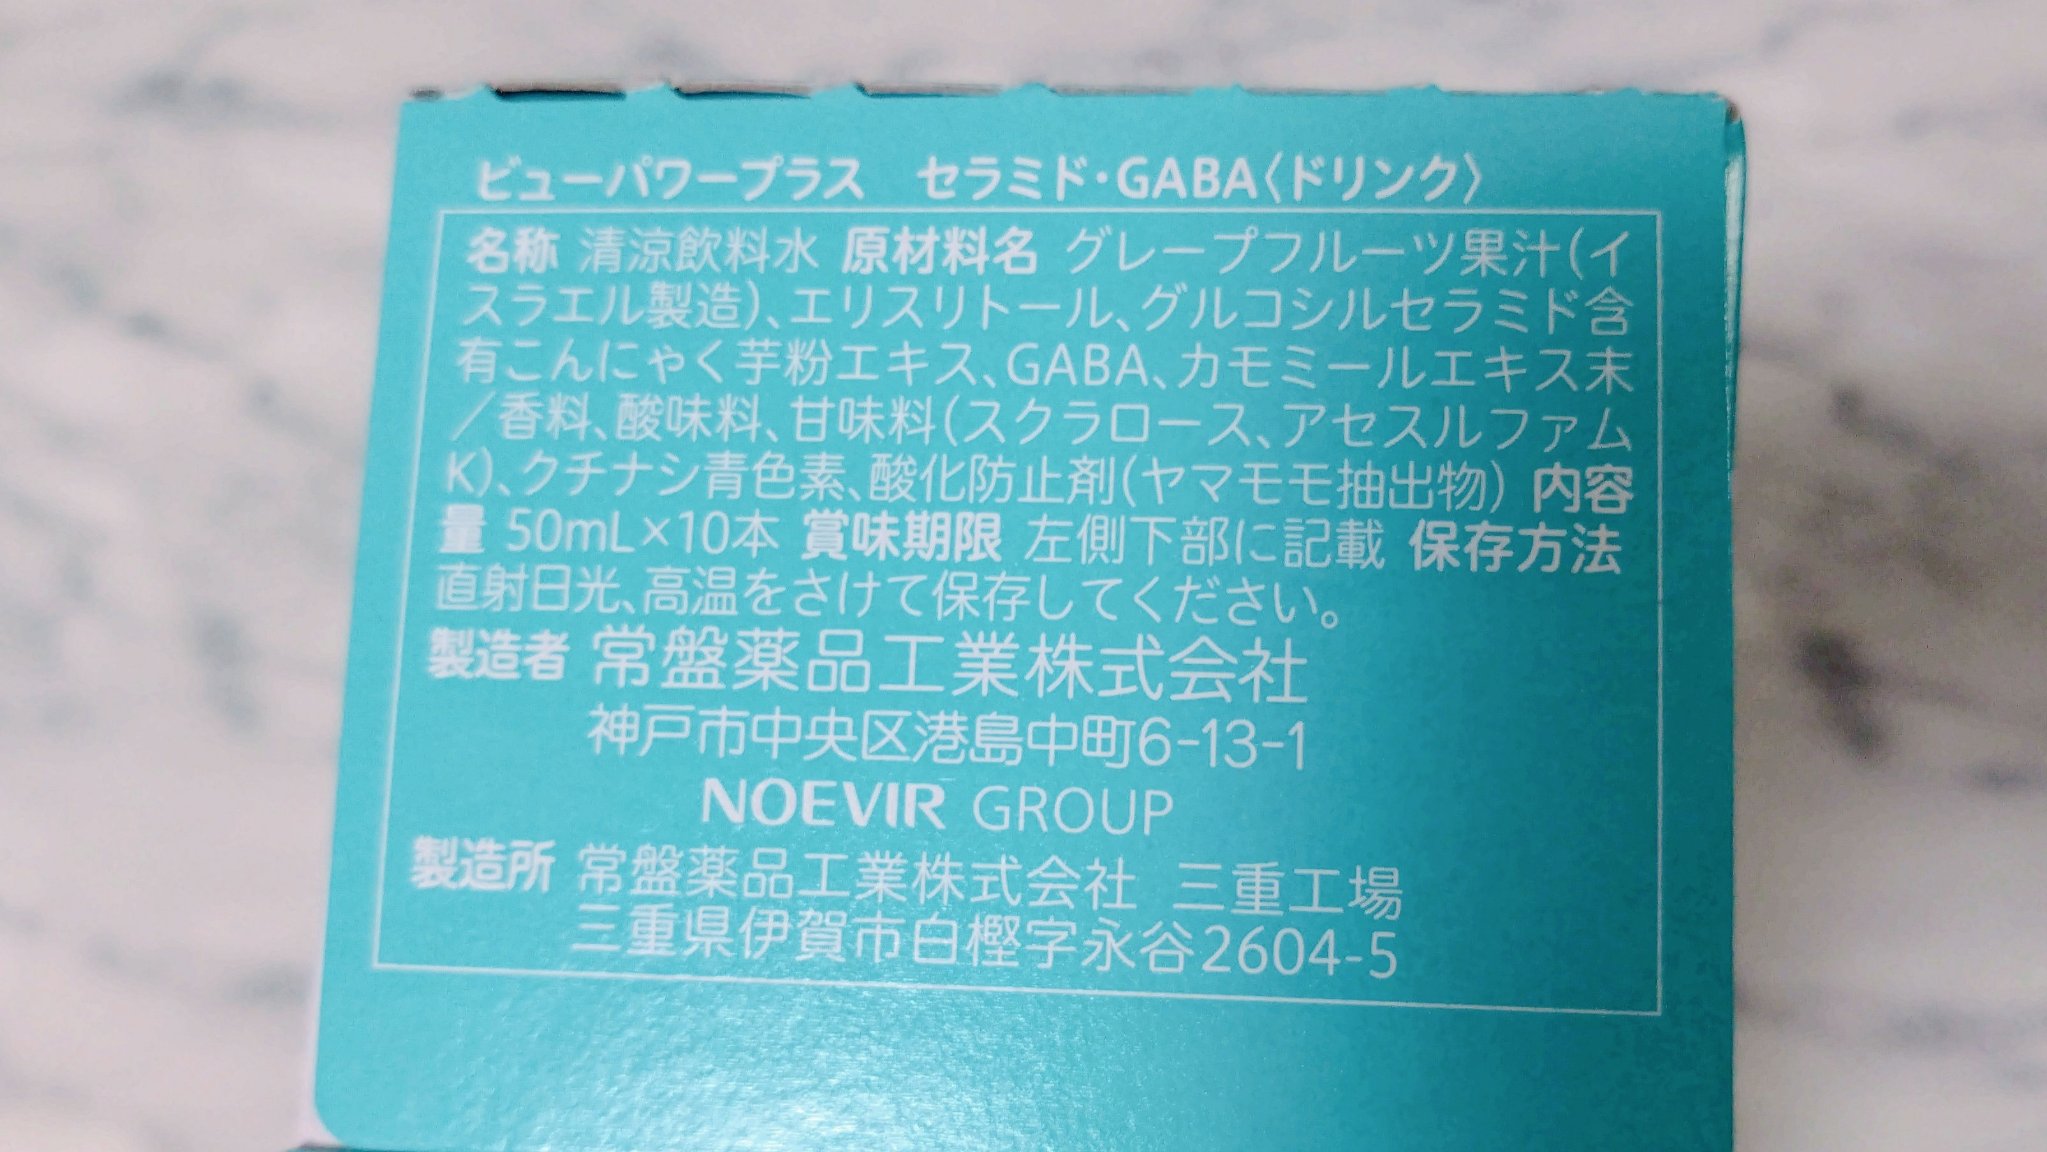 ビューパワープラス　セラミド・GABA〈ドリンク〉
名称 清涼飲料水 原材料名 グレープフルーツ果汁(イ
スラエル製造)、エリスリトール、グルコシルセラミド含
有こんにゃく芋粉エキス、GABA、カモミールエキス末
／香料、酸味料、甘味料(スクラロース、アセスルファム
K)、クチナシ青色素、酸化防止剤(ヤマモモ抽出物) 内容
量 50mL×10本 賞味期限 左側下部に記載 保存方法
直射日光、高温をさけて保存してください。
製造者 常盤薬品工業株式会社
神戸市中央区港島中町6-13-1
NOEVIR GROUP
製造所 常盤薬品工業株式会社 三重工場
三重県伊賀市白樫字永谷2604-5